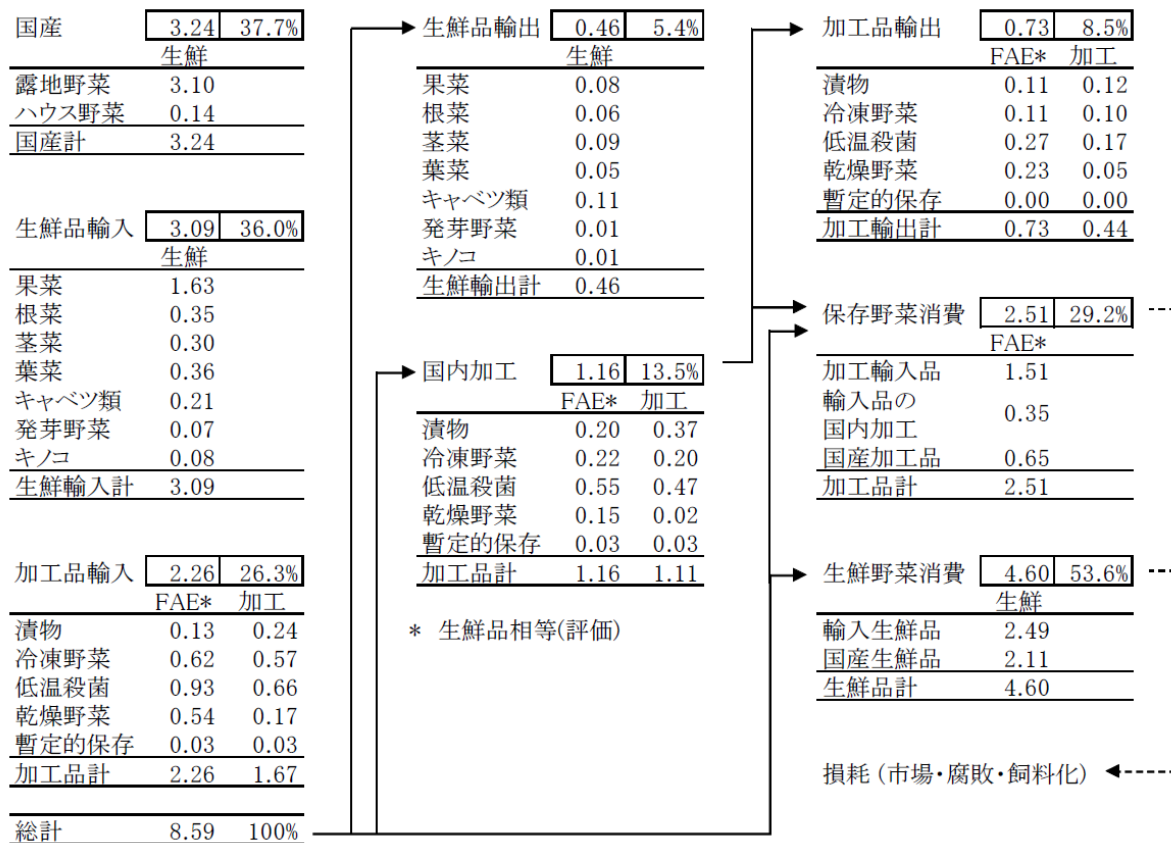 国産 3.24 37.7%
生鮮
露地野菜 3.10
ハウス野菜 0.14
国産計 3.24
生鮮品輸入 3.09 36.0%
生鮮
果菜 1.63
根菜 0.35
茎菜 0.30
葉菜 0.36
キャベツ類 0.21
発芽野菜 0.07
キノコ 0.08
生鮮輸入計 3.09
加工品輸入 2.26 26.3%
FAE* 加工
漬物 0.13 0.24
冷凍野菜 0.62 0.57
低温殺菌 0.93 0.66
乾燥野菜 0.54 0.17
暫定的保存 0.03 0.03
加工品計 2.26 1.67
総計 8.59 100%
生鮮品輸出 0.46 5.4%
生鮮
果菜 0.08
根菜 0.06
茎菜 0.09
葉菜 0.05
キャベツ類 0.11
発芽野菜 0.01
キノコ 0.01
生鮮輸出計 0.46
国内加工 1.16 13.5%
FAE* 加工
漬物 0.20 0.37
冷凍野菜 0.22 0.20
低温殺菌 0.55 0.47
乾燥野菜 0.15 0.02
暫定的保存 0.03 0.03
加工品計 1.16 1.11
* 生鮮品相等(評価)
加工品輸出 0.73 8.5%
FAE* 加工
漬物 0.11 0.12
冷凍野菜 0.11 0.10
低温殺菌 0.27 0.17
乾燥野菜 0.23 0.05
暫定的保存 0.00 0.00
加工輸出計 0.73 0.44
保存野菜消費 2.51 29.2%
FAE*
加工輸入品 1.51
輸入品の
国内加工 0.35
国産加工品 0.65
加工品計 2.51
生鮮野菜消費 4.60 53.6%
生鮮
輸入生鮮品 2.49
国産生鮮品 2.11
生鮮品計 4.60
損耗(市場・腐敗・飼料化)